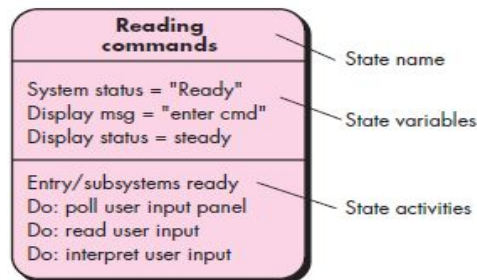 Reading
commands
State name
System status = "Ready"
Display msg = "enter cmd"
Display status = steady
State variables
Entry/subsystems ready
Do: poll user input panel
Do: read user input
Do: interpret user input
State activities